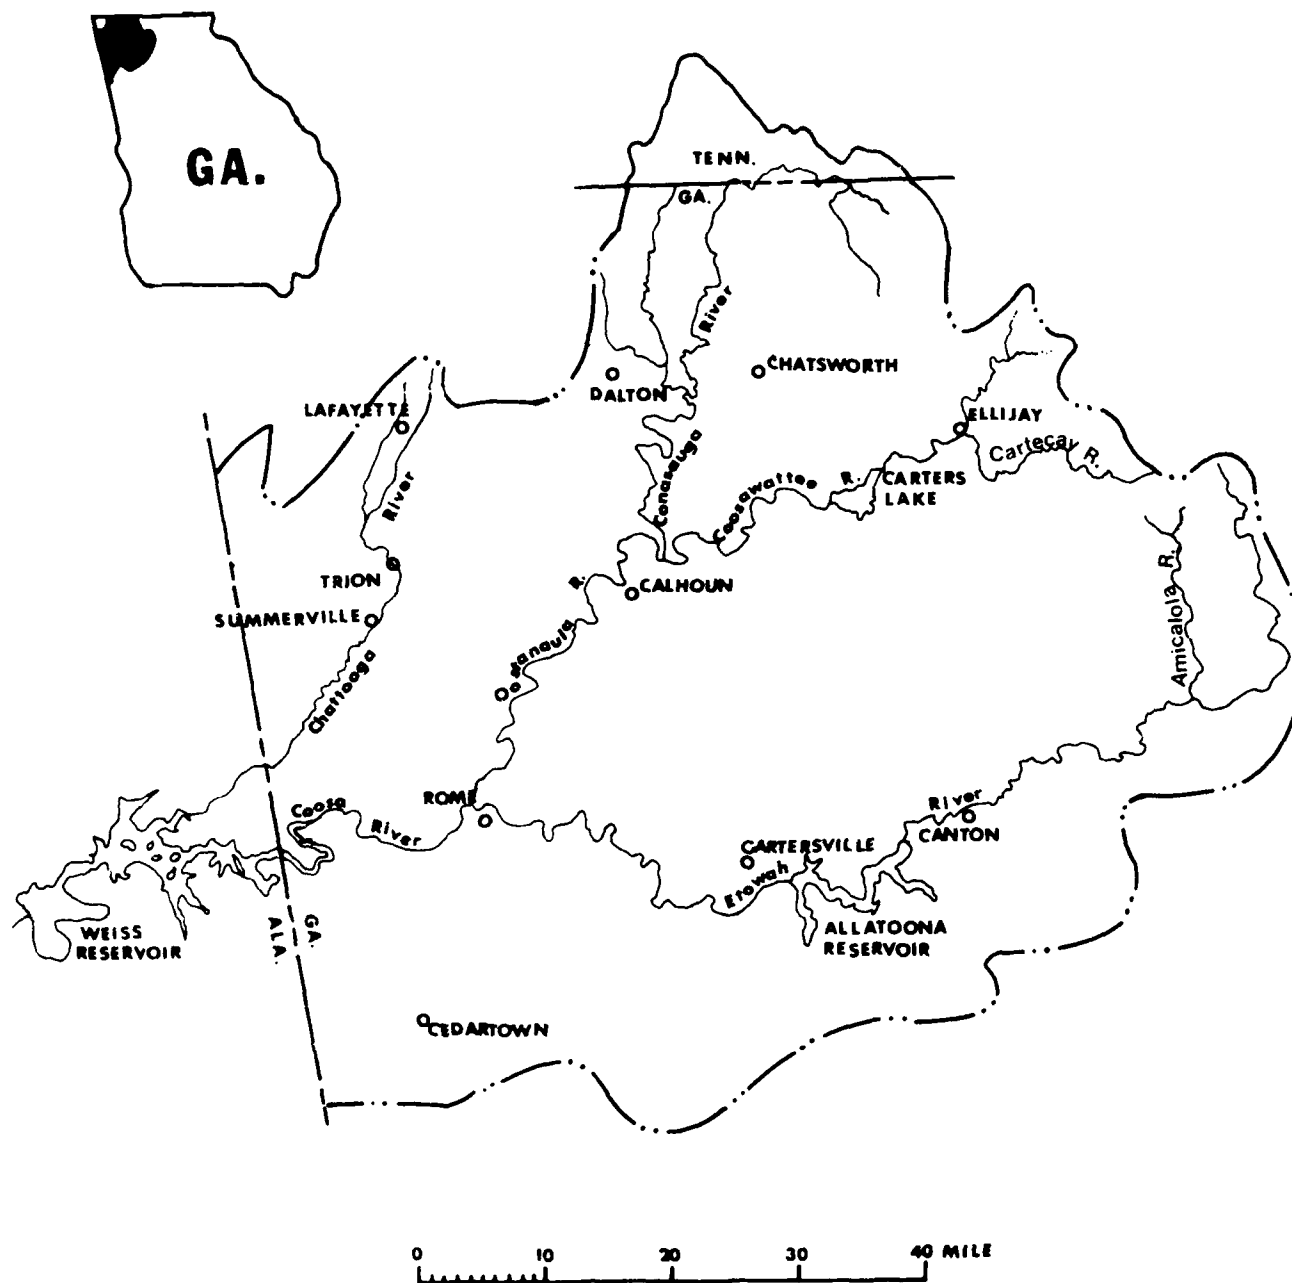 GA.
TENN.
GA.
River
CHATSWORTH
DALTON
LAFAYETTE
ELLIJAY
Cartecay R.
River
Conasauga
Coosawattee R.
CARTERS
LAKE
TRION
CALHOUN
SUMMERVILLE
Oostanaula R.
Amicalola R.
Chattooga
ROME
Coosa
River
River
CANTON
CARTERSVILLE
Etowah
WEISS
RESERVOIR
GA.
ALA.
ALLATOONA
RESERVOIR
CEDARTOWN
0 10 20 30 40 MILE